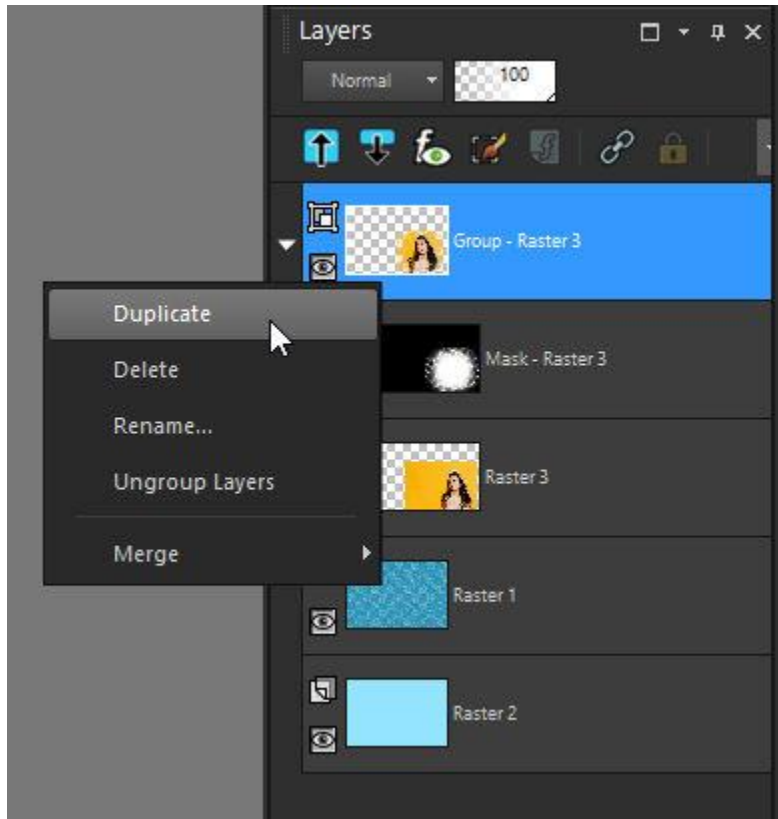 Layers
Normal
100
Group - Raster 3
Duplicate
Delete
Rename...
Ungroup Layers
Merge
Mask - Raster 3
Raster 3
Raster 1
Raster 2